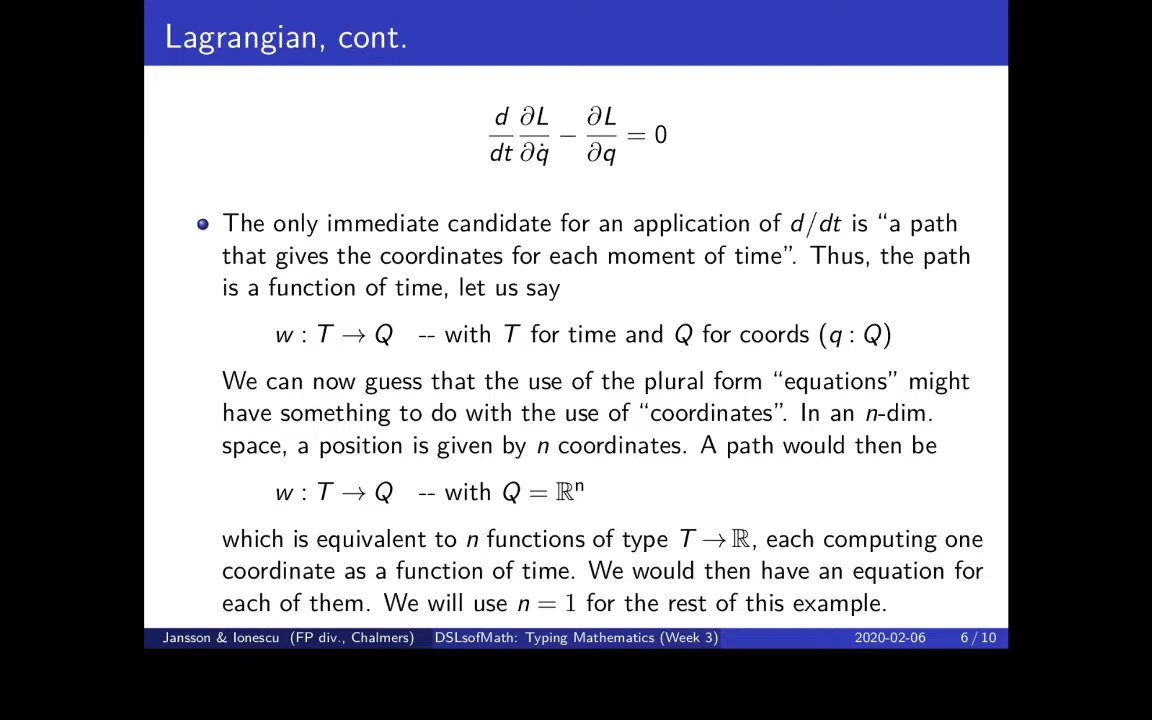 Lagrangian, cont.
d/dt ∂L/∂q̇ − ∂L/∂q = 0
The only immediate candidate for an application of d/dt is “a path
that gives the coordinates for each moment of time”. Thus, the path
is a function of time, let us say
w : T → Q -- with T for time and Q for coords (q : Q)
We can now guess that the use of the plural form “equations” might
have something to do with the use of “coordinates”. In an n-dim.
space, a position is given by n coordinates. A path would then be
w : T → Q -- with Q = ℝⁿ
which is equivalent to n functions of type T → ℝ, each computing one
coordinate as a function of time. We would then have an equation for
each of them. We will use n = 1 for the rest of this example.
Jansson & Ionescu (FP div., Chalmers) DSLsofMath: Typing Mathematics (Week 3) 2020-02-06 6 / 10